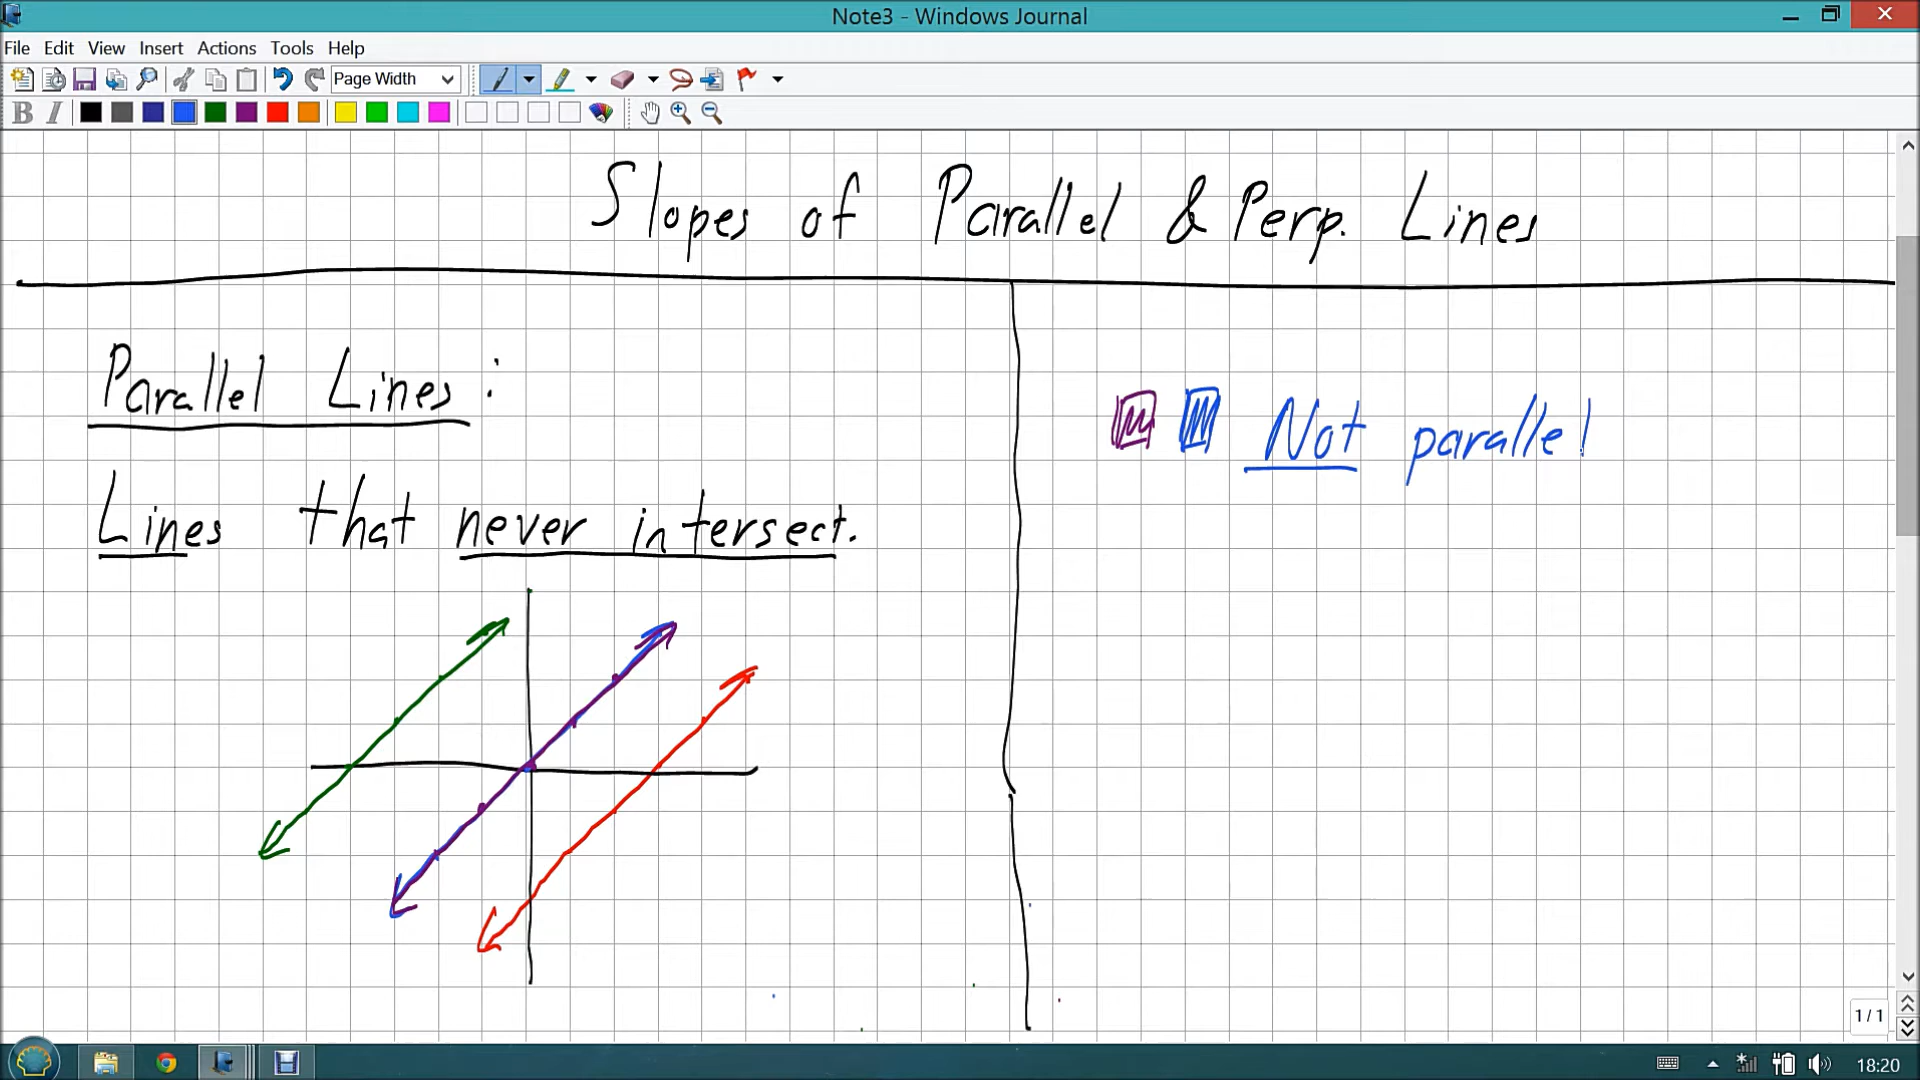 Note3 - Windows Journal
File Edit View Insert Actions Tools Help
Page Width
B I
Slopes of Parallel & Perp. Lines
Parallel Lines:
Lines that never intersect.
Not parallel
1 / 1
18:20